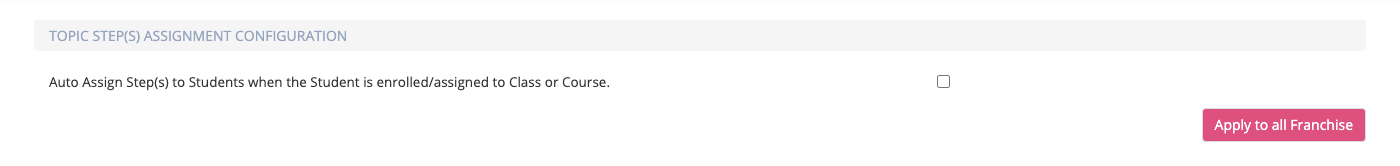 TOPIC STEP(S) ASSIGNMENT CONFIGURATION
Auto Assign Step(s) to Students when the Student is enrolled/assigned to Class or Course.
Apply to all Franchise